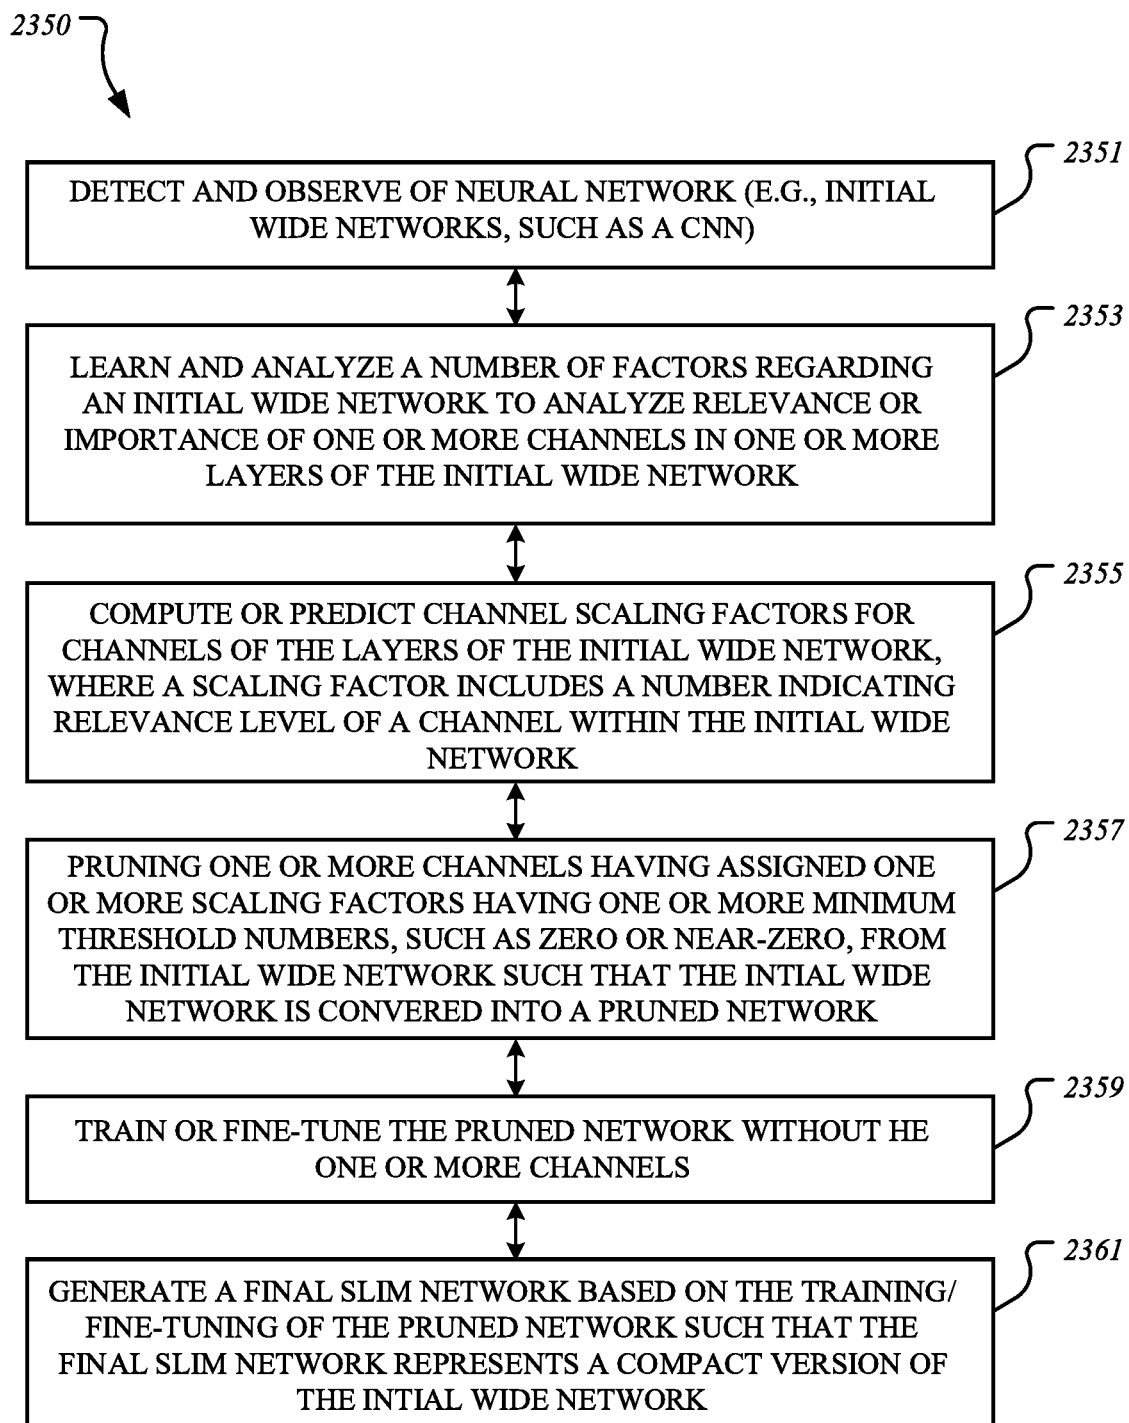 2350
2351
DETECT AND OBSERVE OF NEURAL NETWORK (E.G., INITIAL
WIDE NETWORKS, SUCH AS A CNN)
2353
LEARN AND ANALYZE A NUMBER OF FACTORS REGARDING
AN INITIAL WIDE NETWORK TO ANALYZE RELEVANCE OR
IMPORTANCE OF ONE OR MORE CHANNELS IN ONE OR MORE
LAYERS OF THE INITIAL WIDE NETWORK
2355
COMPUTE OR PREDICT CHANNEL SCALING FACTORS FOR
CHANNELS OF THE LAYERS OF THE INITIAL WIDE NETWORK,
WHERE A SCALING FACTOR INCLUDES A NUMBER INDICATING
RELEVANCE LEVEL OF A CHANNEL WITHIN THE INITIAL WIDE
NETWORK
2357
PRUNING ONE OR MORE CHANNELS HAVING ASSIGNED ONE
OR MORE SCALING FACTORS HAVING ONE OR MORE MINIMUM
THRESHOLD NUMBERS, SUCH AS ZERO OR NEAR-ZERO, FROM
THE INITIAL WIDE NETWORK SUCH THAT THE INTIAL WIDE
NETWORK IS CONVERED INTO A PRUNED NETWORK
2359
TRAIN OR FINE-TUNE THE PRUNED NETWORK WITHOUT HE
ONE OR MORE CHANNELS
2361
GENERATE A FINAL SLIM NETWORK BASED ON THE TRAINING/
FINE-TUNING OF THE PRUNED NETWORK SUCH THAT THE
FINAL SLIM NETWORK REPRESENTS A COMPACT VERSION OF
THE INTIAL WIDE NETWORK